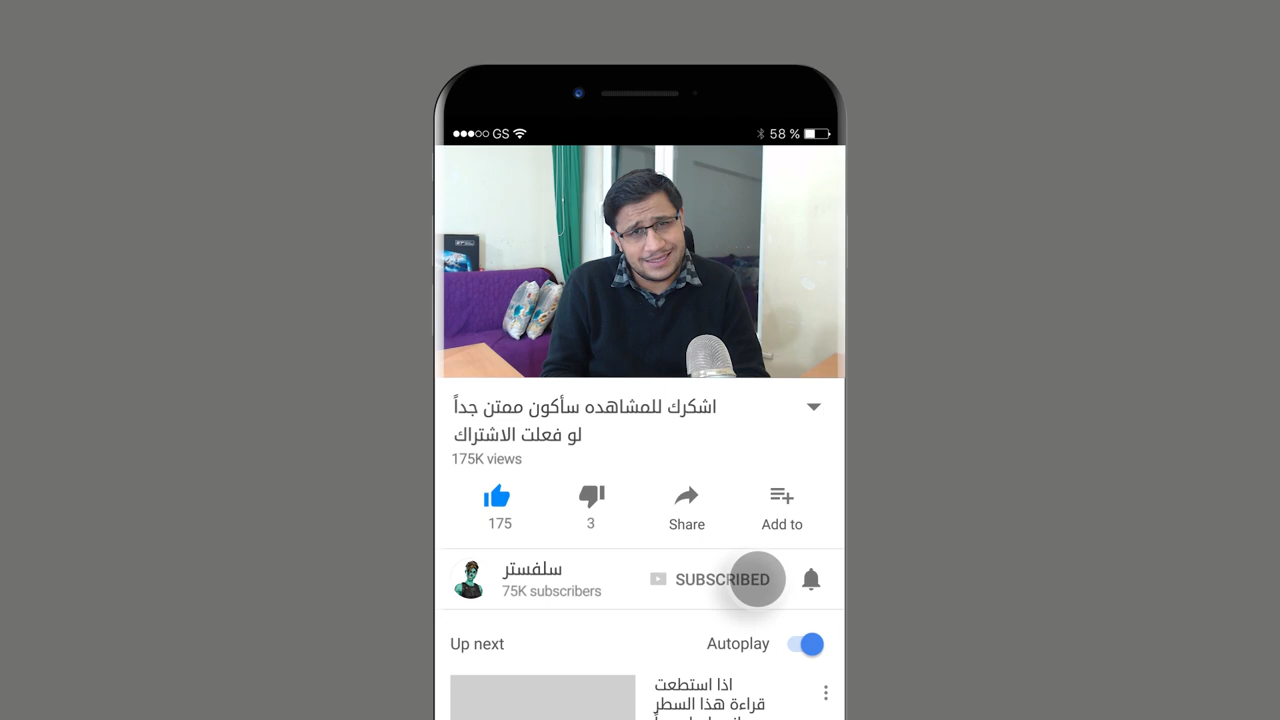 GS
58 %
اشكرك للمشاهده سأكون ممتن جداً
لو فعلت الاشتراك
175K views
175
3
Share
Add to
سلفستر
75K subscribers
SUBSCRIBED
Up next
Autoplay
اذا استطعت
قراءة هذا السطر